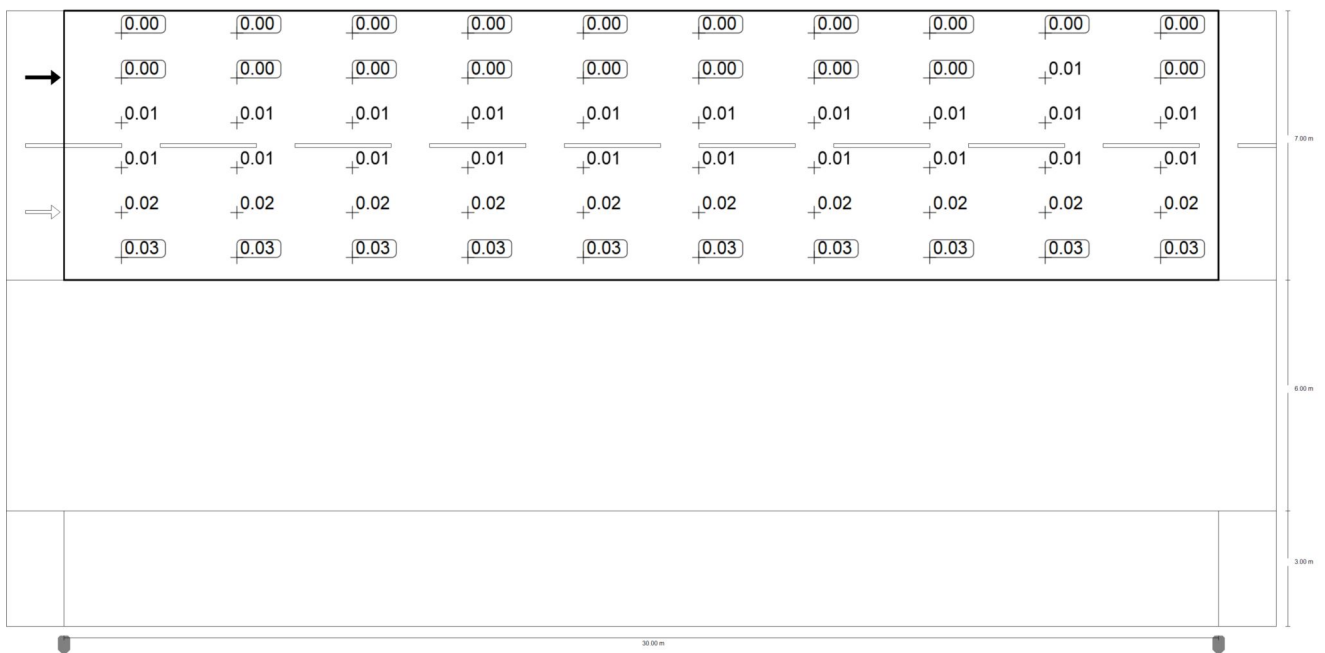 0.00 0.00 0.00 0.00 0.00 0.00 0.00 0.00 0.00 0.00
0.00 0.00 0.00 0.00 0.00 0.00 0.00 0.00 0.01 0.00
0.01 0.01 0.01 0.01 0.01 0.01 0.01 0.01 0.01 0.01
7.00 m
0.01 0.01 0.01 0.01 0.01 0.01 0.01 0.01 0.01 0.01
0.02 0.02 0.02 0.02 0.02 0.02 0.02 0.02 0.02 0.02
0.03 0.03 0.03 0.03 0.03 0.03 0.03 0.03 0.03 0.03
6.00 m
3.00 m
30.00 m